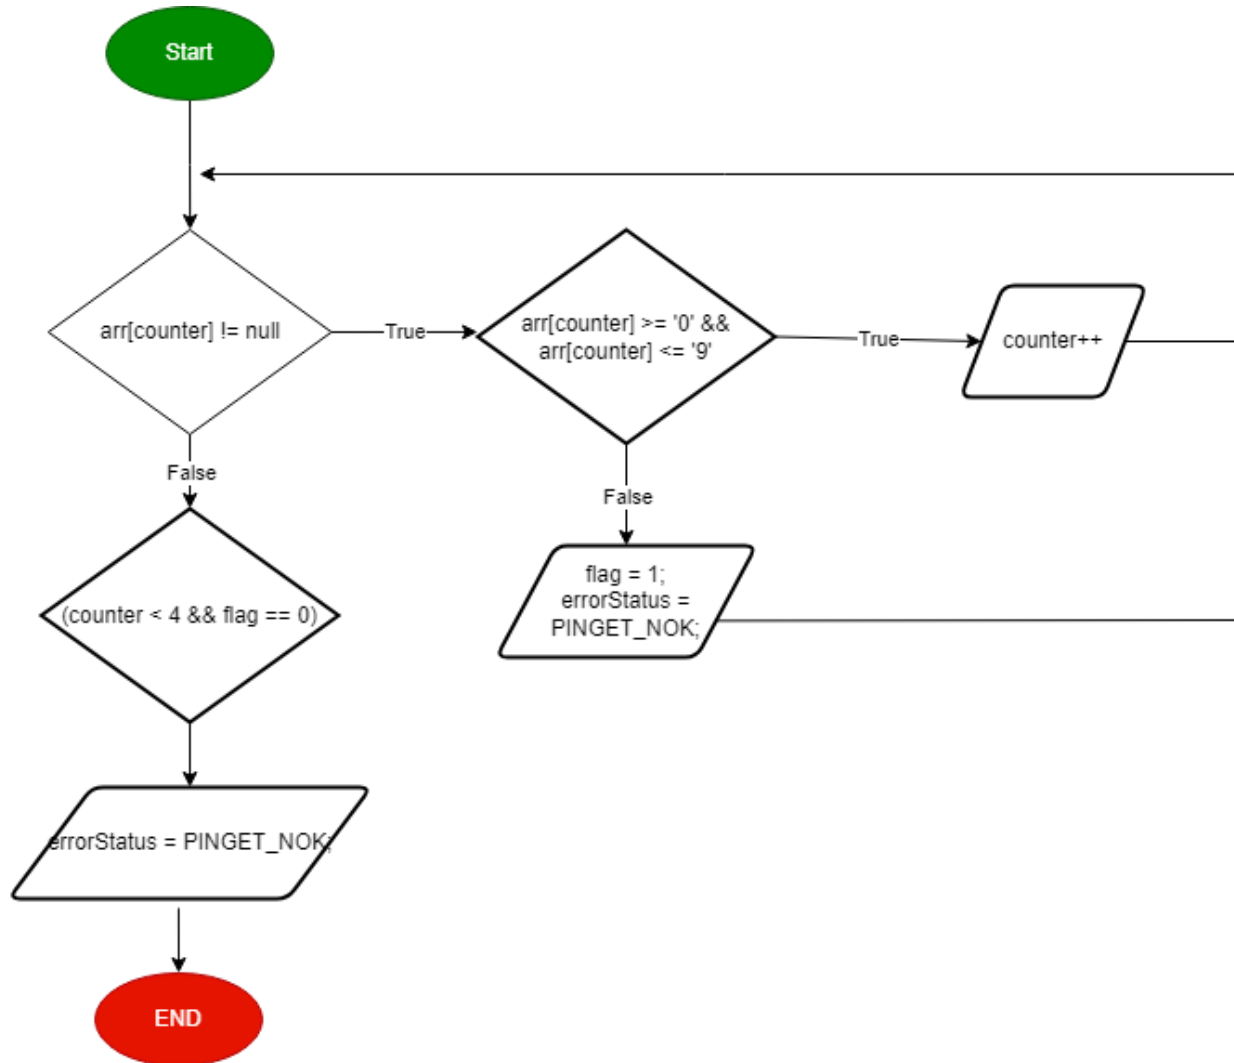 Start
arr[counter] != null
True
arr[counter] >= '0' &&
arr[counter] <= '9'
True
counter++
False
False
flag = 1;
errorStatus =
PINGET_NOK;
(counter < 4 && flag == 0)
errorStatus = PINGET_NOK;
END